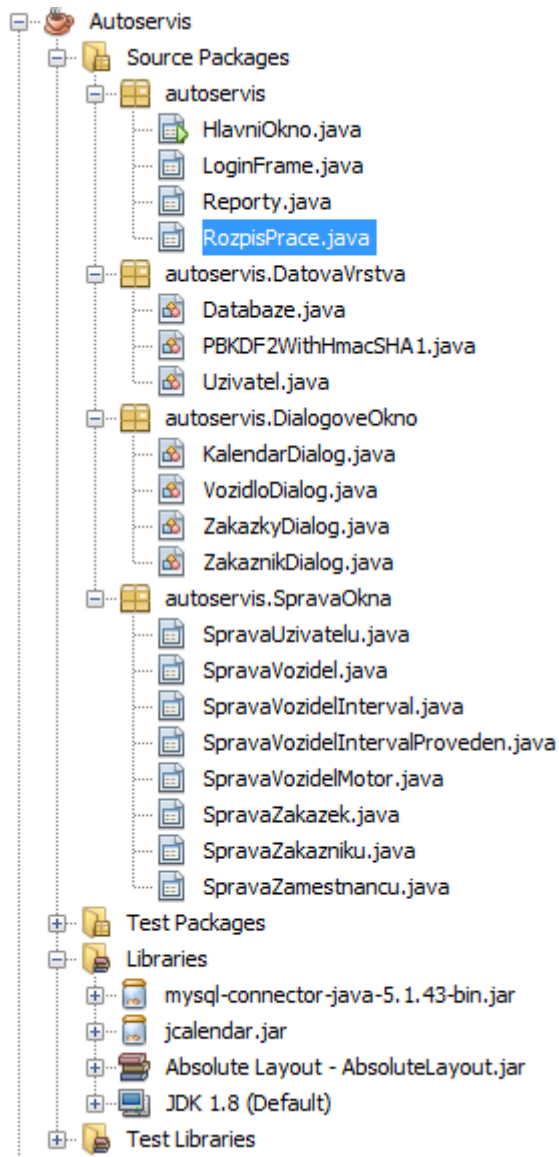 Autoservis
Source Packages
autoservis
HlavniOkno.java
LoginFrame.java
Reporty.java
RozpisPrace.java
autoservis.DatovaVrstva
Databaze.java
PBKDF2WithHmacSHA1.java
Uzivatel.java
autoservis.DialogoveOkno
KalendarDialog.java
VozidloDialog.java
ZakazkyDialog.java
ZakaznikDialog.java
autoservis.SpravaOkna
SpravaUzivatelu.java
SpravaVozidel.java
SpravaVozidelInterval.java
SpravaVozidelIntervalProveden.java
SpravaVozidelMotor.java
SpravaZakazek.java
SpravaZakazniku.java
SpravaZamestnancu.java
Test Packages
Libraries
mysql-connector-java-5.1.43-bin.jar
jcalendar.jar
Absolute Layout - AbsoluteLayout.jar
JDK 1.8 (Default)
Test Libraries